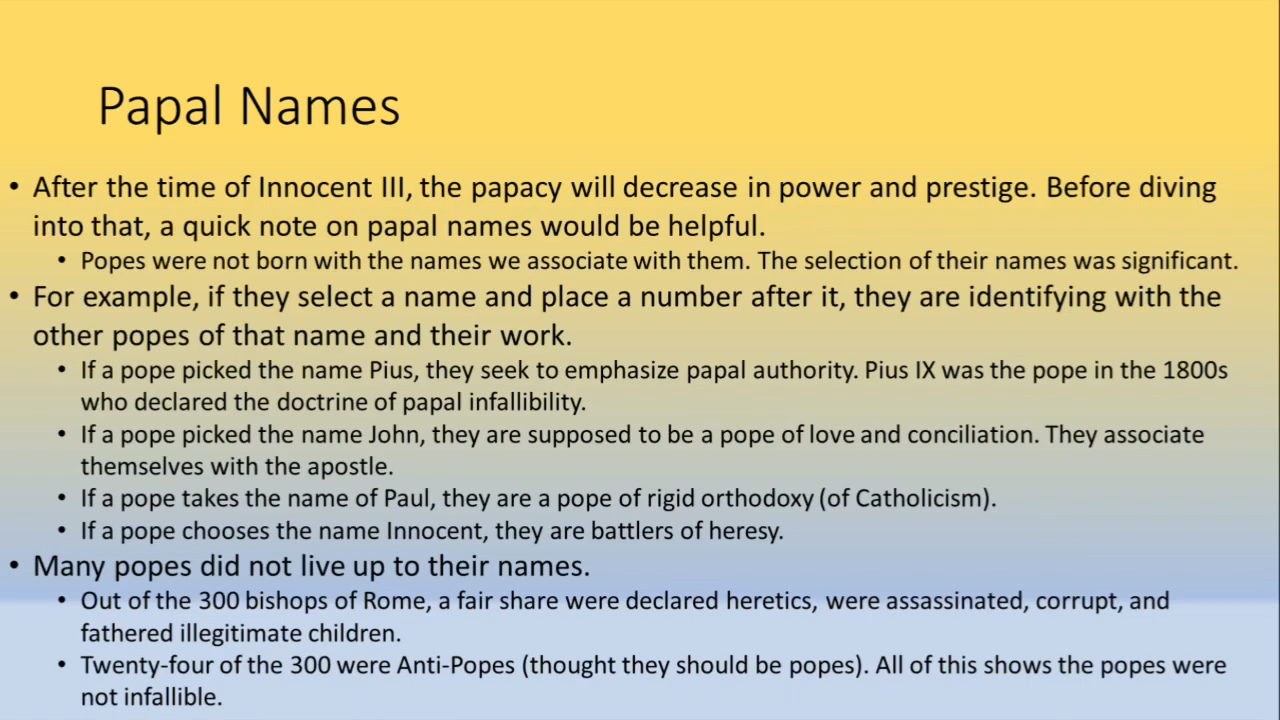 Papal Names
• After the time of Innocent III, the papacy will decrease in power and prestige. Before diving
into that, a quick note on papal names would be helpful.
• Popes were not born with the names we associate with them. The selection of their names was significant.
• For example, if they select a name and place a number after it, they are identifying with the
other popes of that name and their work.
• If a pope picked the name Pius, they seek to emphasize papal authority. Pius IX was the pope in the 1800s
who declared the doctrine of papal infallibility.
• If a pope picked the name John, they are supposed to be a pope of love and conciliation. They associate
themselves with the apostle.
• If a pope takes the name of Paul, they are a pope of rigid orthodoxy (of Catholicism).
• If a pope chooses the name Innocent, they are battlers of heresy.
• Many popes did not live up to their names.
• Out of the 300 bishops of Rome, a fair share were declared heretics, were assassinated, corrupt, and
fathered illegitimate children.
• Twenty-four of the 300 were Anti-Popes (thought they should be popes). All of this shows the popes were
not infallible.